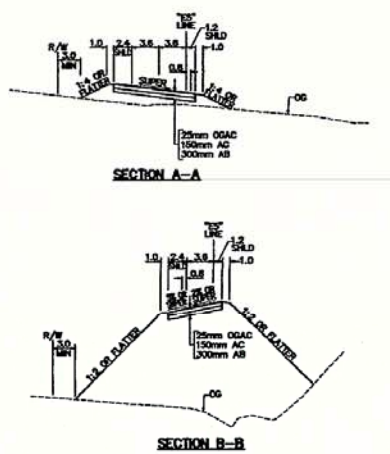 "ES"
LINE
1.2
SHLD
R/W
1.0
2.4
SHLD
3.6
3.6
1.0
3.0
MIN
0.6
1:4 OR
FLATTER
SUPER
1:4 OR
FLATTER
OG
25mm OGAC
150mm AC
300mm AB
SECTION A-A
"ES"
LINE
1.2
SHLD
1.0
2.4
SHLD
3.6
1.0
0.6
R/W
3.0
MIN
1:2 OR FLATTER
25mm OGAC
150mm AC
300mm AB
1:2 OR FLATTER
OG
SECTION B-B